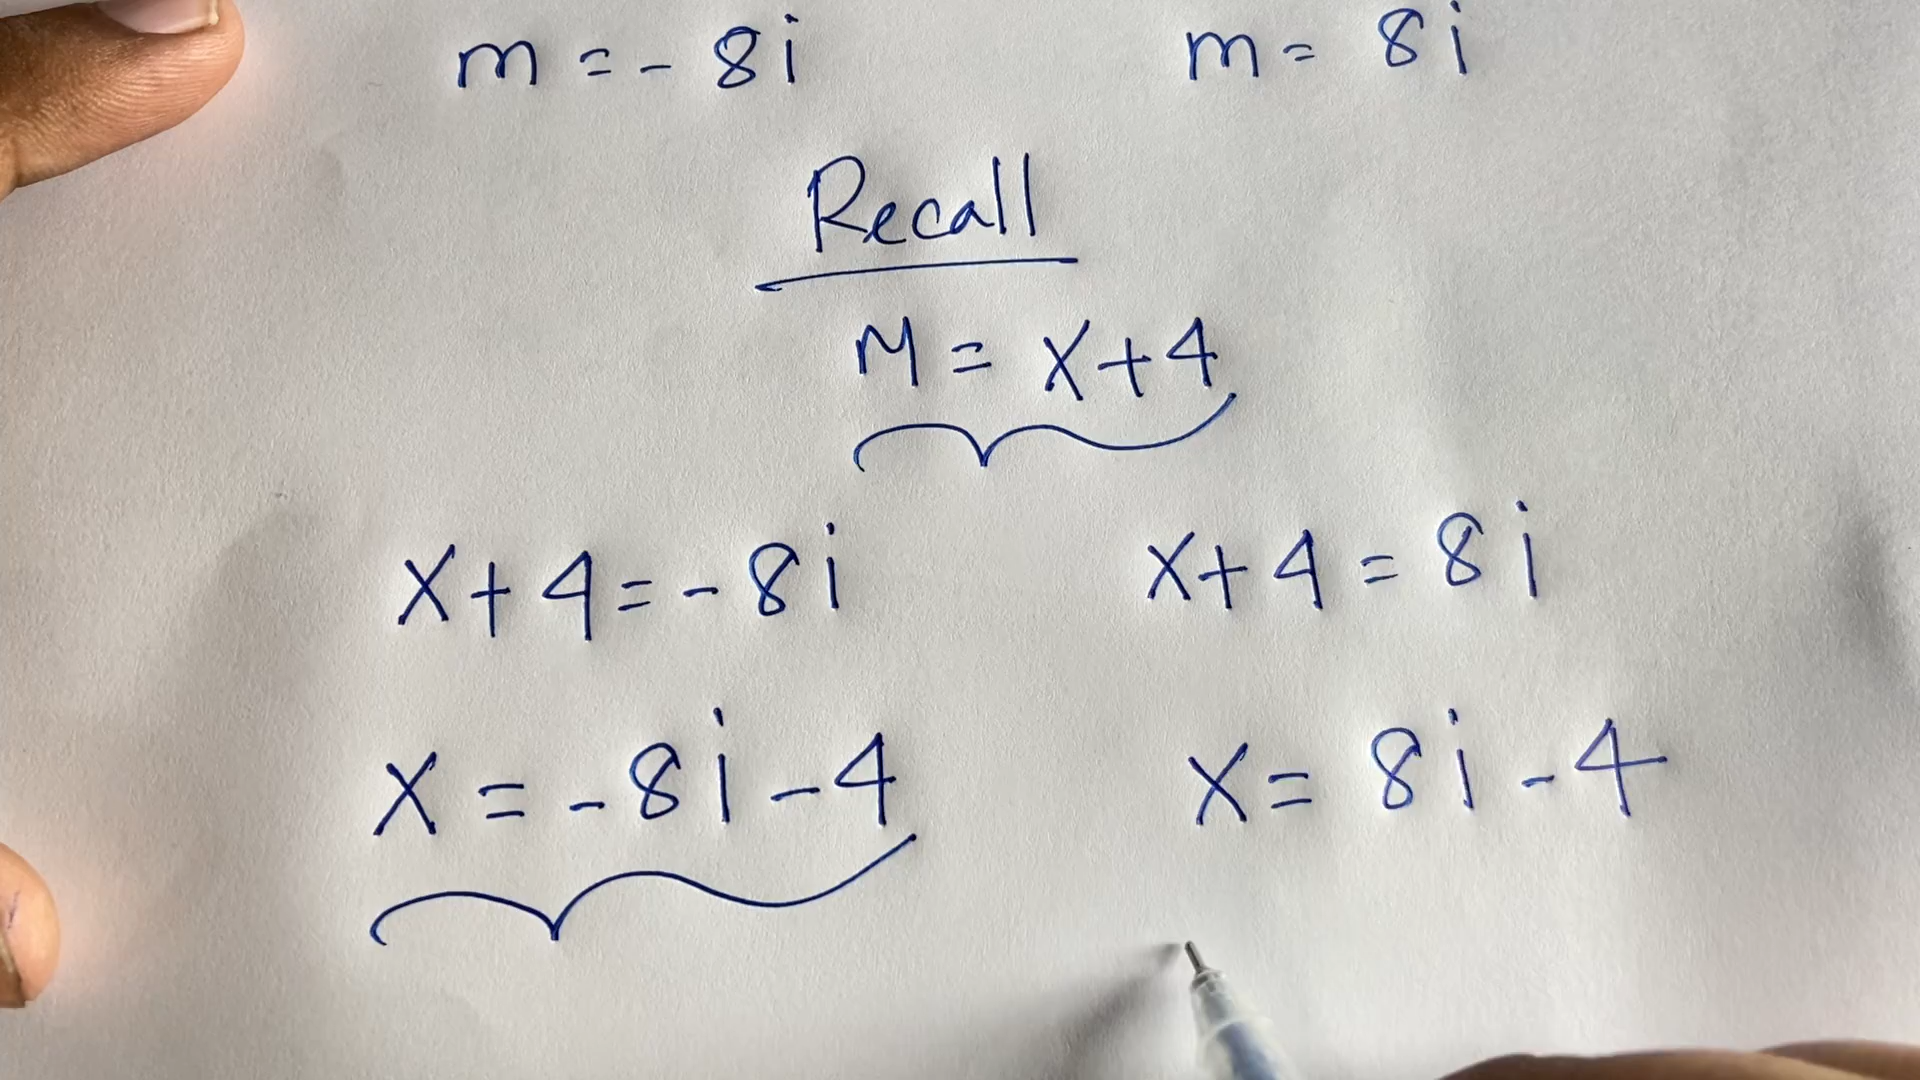 m = - 8i m = 8i
Recall
M = x+4
x+4 = - 8i x+4 = 8i
x = - 8i - 4 x = 8i - 4